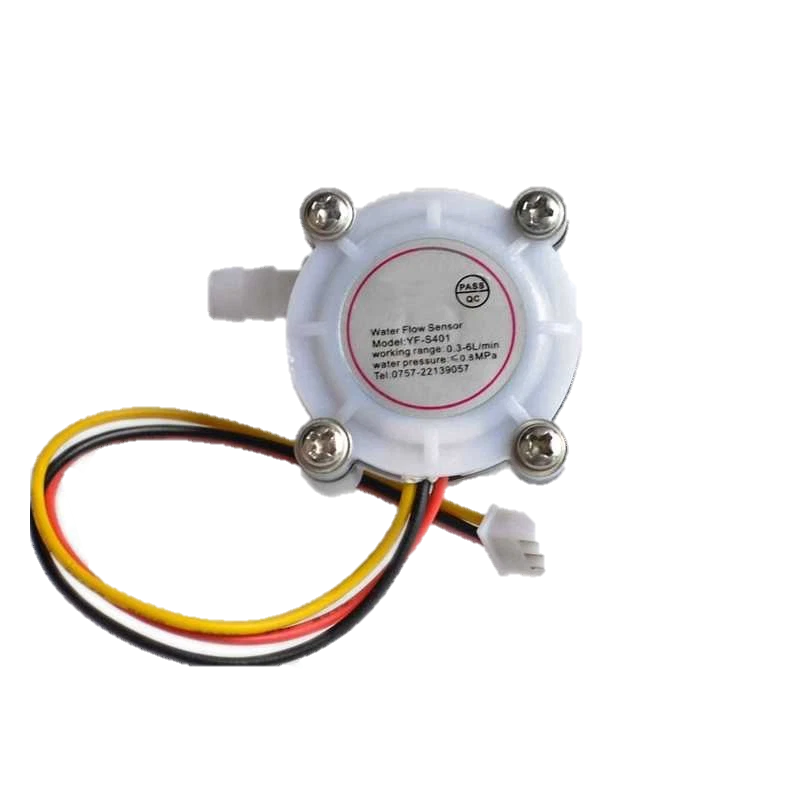 PASS
QC
Water Flow Sensor
Model:YF-S401
working range: 0.3-6L/min
water pressure: ≤0.8MPa
Tel:0757-22139057